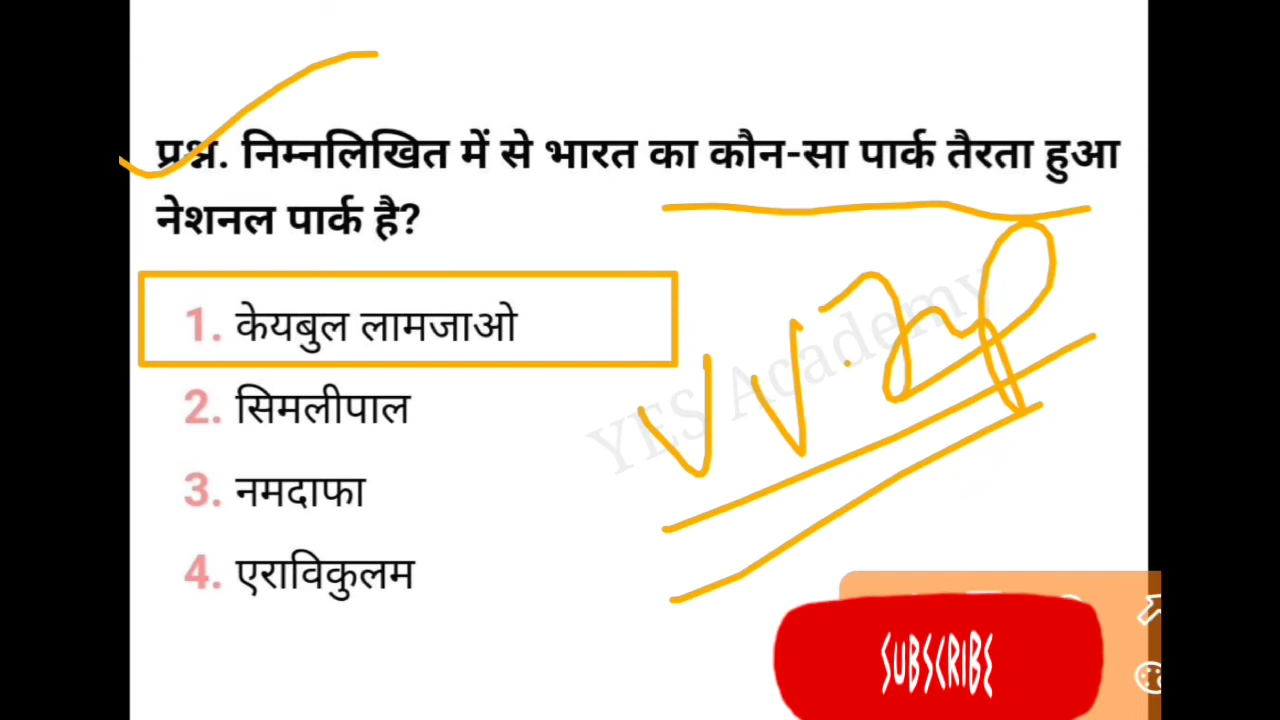 प्रश्न. निम्नलिखित में से भारत का कौन-सा पार्क तैरता हुआ
नेशनल पार्क है?
1. केयबुल लामजाओ
2. सिमलीपाल
3. नमदाफा
4. एराविकुलम
YES Academy
SUBSCRIBE